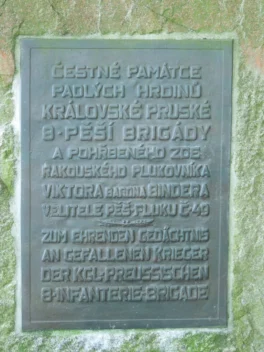 ČESTNÉ PAMÁTCE
PADLÝCH HRDINŮ
KRÁLOVSKÉ PRUSKÉ
8·PĚŠÍ BRIGÁDY
A POHŘBENÉHO ZDE
RAKOUSKÉHO PLUKOVNÍKA
VIKTORA BARONA BINDERA
VELITELE PĚŠ·PLUKU Č·49
ZUM EHRENDEN GEDÄCHTNIS
AN GEFALLENEN KRIEGER
DER KGL·PREUSSISCHEN
8·INFANTERIE·BRIGADE